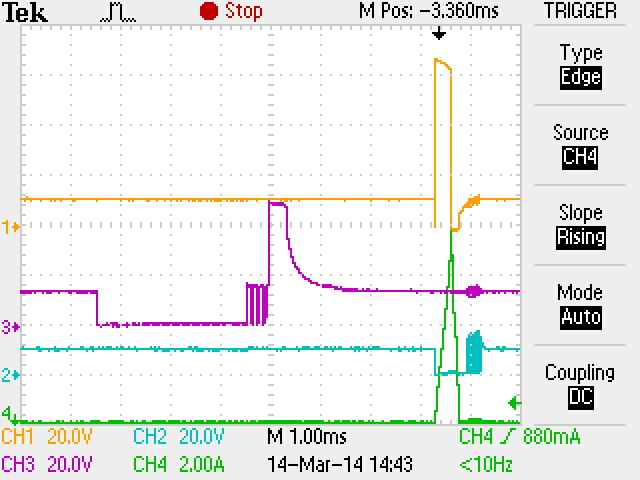 Tek Stop M Pos: -3.360ms TRIGGER
Type
Edge
Source
CH4
Slope
Rising
Mode
Auto
Coupling
DC
1
3
2
4
CH1 20.0V CH2 20.0V M 1.00ms CH4 880mA
CH3 20.0V CH4 2.00A 14-Mar-14 14:43 <10Hz